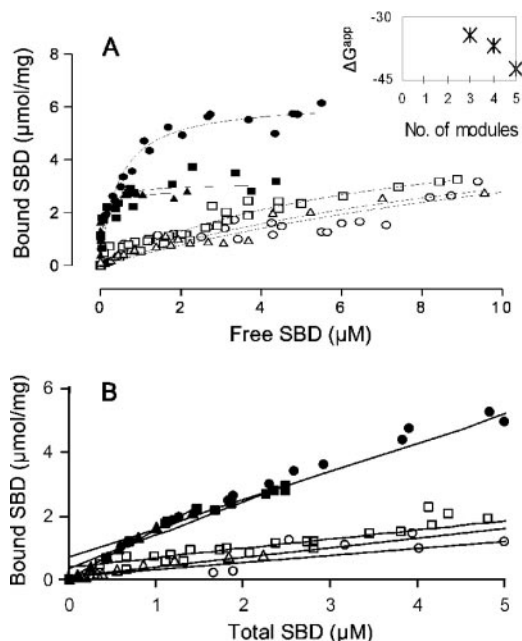 A
Bound SBD (µmol/mg)
8
6
4
2
0
0 2 4 6 8 10
Free SBD (µM)
ΔGᵃᵖᵖ
-30
-45
0 1 2 3 4 5
No. of modules
B
Bound SBD (µmol/mg)
6
4
2
0
0 1 2 3 4 5
Total SBD (µM)